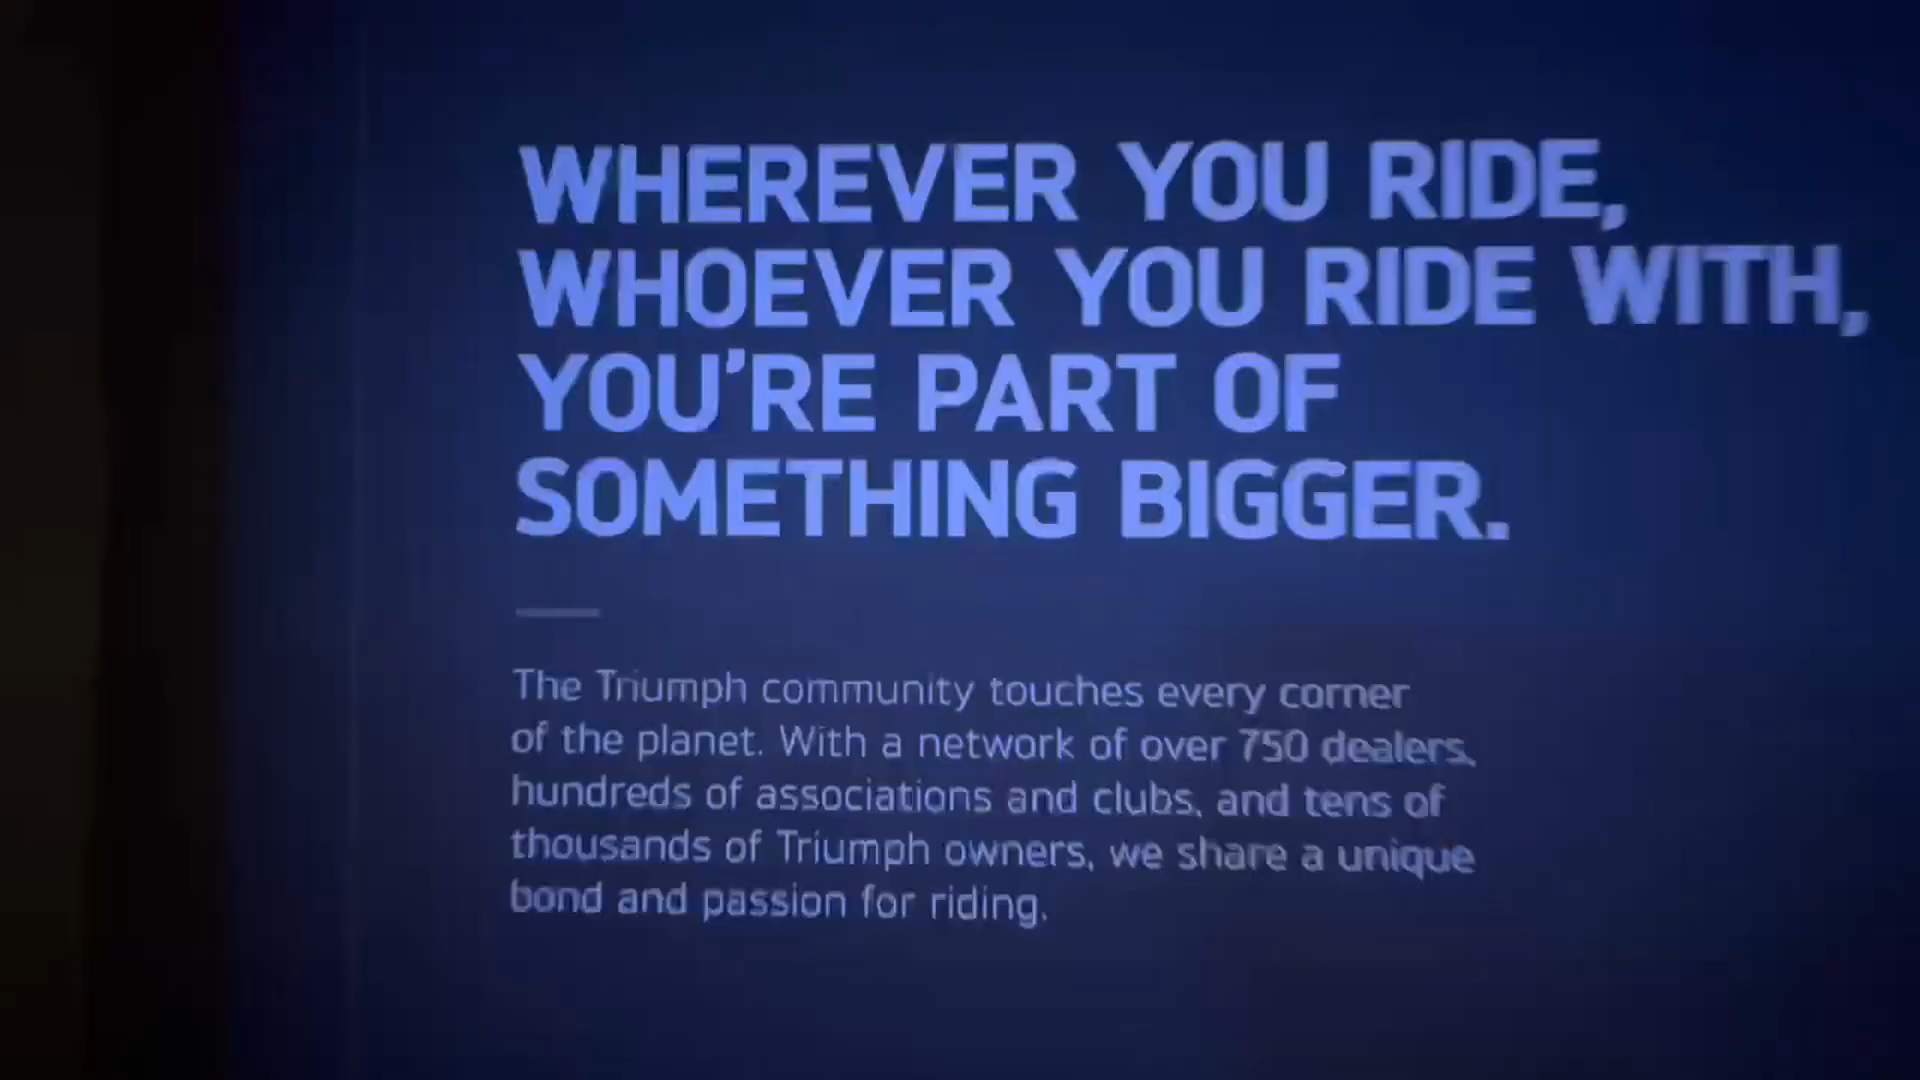 WHEREVER YOU RIDE,
WHOEVER YOU RIDE WITH,
YOU'RE PART OF
SOMETHING BIGGER.
The Triumph community touches every corner
of the planet. With a network of over 750 dealers,
hundreds of associations and clubs, and tens of
thousands of Triumph owners, we share a unique
bond and passion for riding.